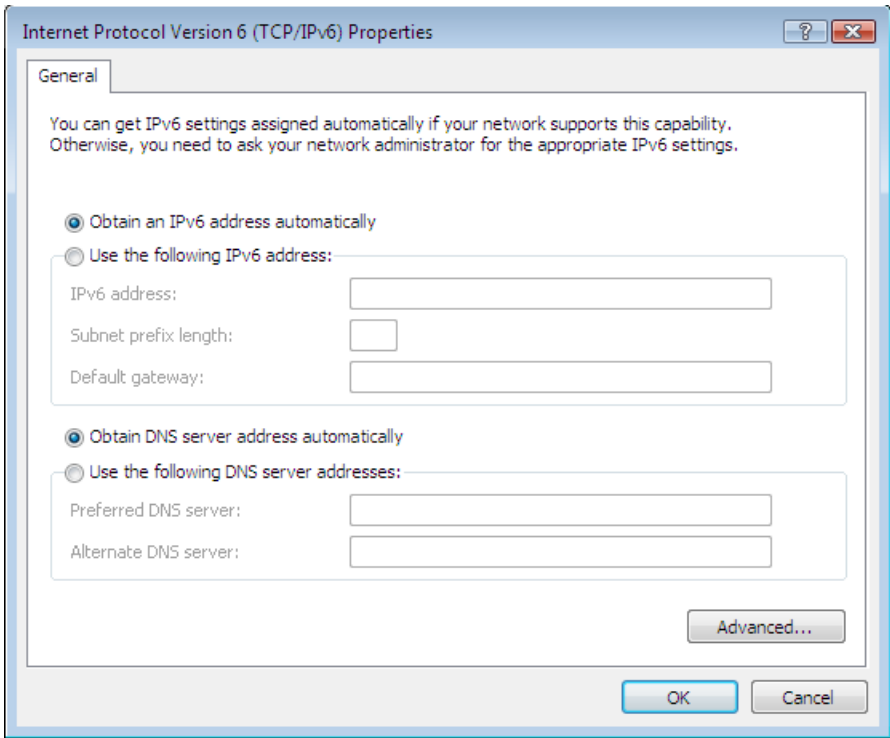 Internet Protocol Version 6 (TCP/IPv6) Properties
?
General
You can get IPv6 settings assigned automatically if your network supports this capability.
Otherwise, you need to ask your network administrator for the appropriate IPv6 settings.
Obtain an IPv6 address automatically
Use the following IPv6 address:
IPv6 address:
Subnet prefix length:
Default gateway:
Obtain DNS server address automatically
Use the following DNS server addresses:
Preferred DNS server:
Alternate DNS server:
Advanced...
OK Cancel